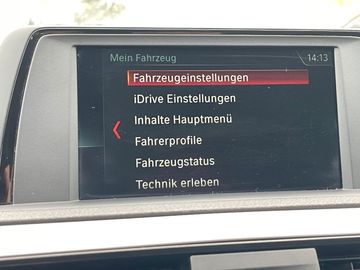 Mein Fahrzeug 14:13
Fahrzeugeinstellungen
iDrive Einstellungen
Inhalte Hauptmenü
Fahrerprofile
Fahrzeugstatus
Technik erleben